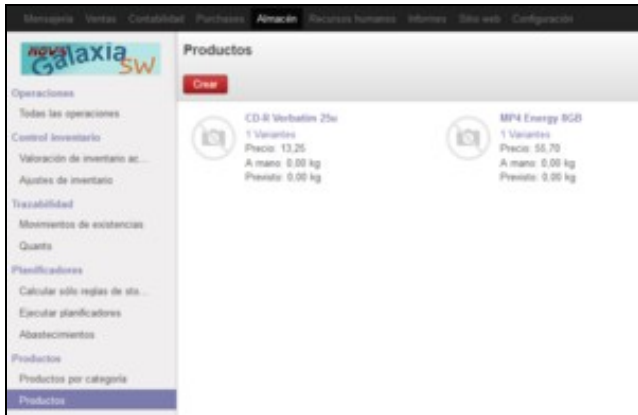 Mensajería Ventas Contabilidad Purchases Almacén Recursos humanos Informes Sitio web Configuración
Nova
Galaxia
SW
Productos
Crear
Operaciones
Todas las operaciones
Control Inventario
Valoración de inventario ac...
Ajustes de inventario
Trazabilidad
Movimientos de existencias
Quants
Planificadores
Calcular sólo reglas de sto...
Ejecutar planificadores
Abastecimientos
Productos
Productos por categoría
Productos
CD-R Verbatim 25u
1 Variantes
Precio: 13,25
A mano: 0,00 kg
Previsto: 0,00 kg
MP4 Energy 8GB
1 Variantes
Precio: 55,70
A mano: 0,00 kg
Previsto: 0,00 kg